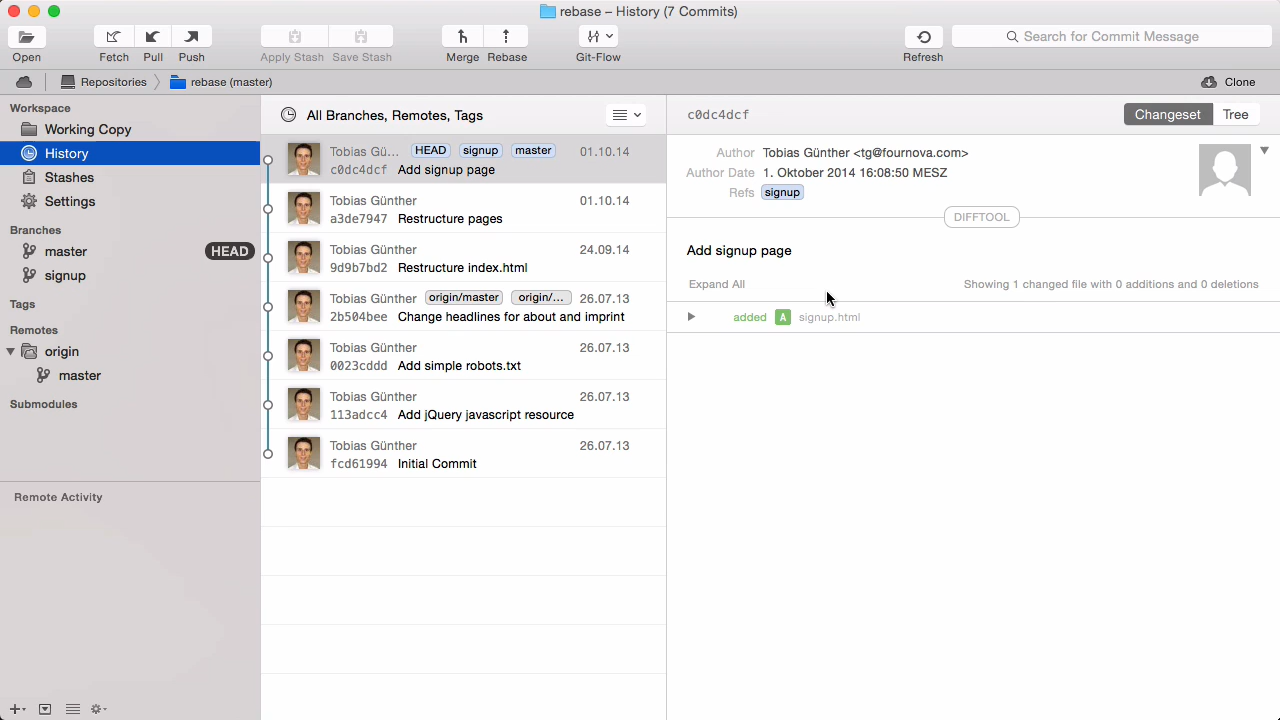 rebase – History (7 Commits)
Open Fetch Pull Push Apply Stash Save Stash Merge Rebase Git-Flow Refresh Search for Commit Message
Repositories rebase (master) Clone
Workspace
Working Copy
History
Stashes
Settings
Branches
master HEAD
signup
Tags
Remotes
origin
master
Submodules
Remote Activity
All Branches, Remotes, Tags
Tobias Gü... HEAD signup master 01.10.14
c0dc4dcf Add signup page
Tobias Günther 01.10.14
a3de7947 Restructure pages
Tobias Günther 24.09.14
9d9b7bd2 Restructure index.html
Tobias Günther origin/master origin/... 26.07.13
2b504bee Change headlines for about and imprint
Tobias Günther 26.07.13
0023cddd Add simple robots.txt
Tobias Günther 26.07.13
113adcc4 Add jQuery javascript resource
Tobias Günther 26.07.13
fcd61994 Initial Commit
c0dc4dcf Changeset Tree
Author Tobias Günther <tg@fournova.com>
Author Date 1. Oktober 2014 16:08:50 MESZ
Refs signup
DIFFTOOL
Add signup page
Expand All Showing 1 changed file with 0 additions and 0 deletions
added A signup.html